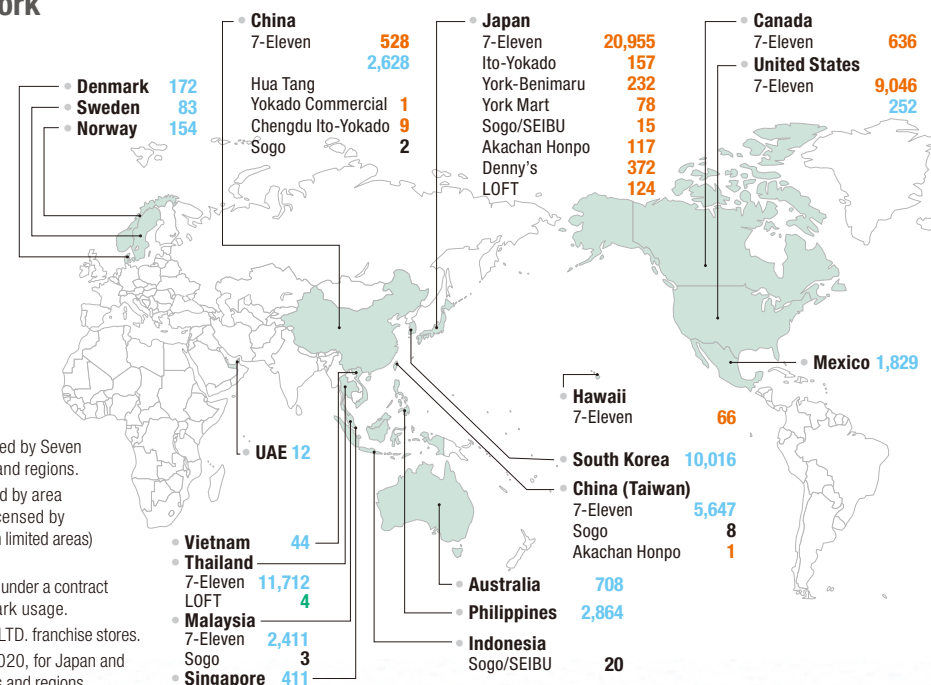 ork
China
7-Eleven 528
2,628
Hua Tang
Yokado Commercial 1
Chengdu Ito-Yokado 9
Sogo 2
Japan
7-Eleven 20,955
Ito-Yokado 157
York-Benimaru 232
York Mart 78
Sogo/SEIBU 15
Akachan Honpo 117
Denny's 372
LOFT 124
Canada
7-Eleven 636
United States
7-Eleven 9,046
252
Denmark 172
Sweden 83
Norway 154
Mexico 1,829
Hawaii
7-Eleven 66
UAE 12
South Korea 10,016
China (Taiwan)
7-Eleven 5,647
Sogo 8
Akachan Honpo 1
ed by Seven
and regions.
d by area
censed by
n limited areas)
under a contract
ark usage.
LTD. franchise stores.
020, for Japan and
s and regions
Vietnam 44
Thailand
7-Eleven 11,712
LOFT 4
Malaysia
7-Eleven 2,411
Sogo 3
Singapore 411
Australia 708
Philippines 2,864
Indonesia
Sogo/SEIBU 20